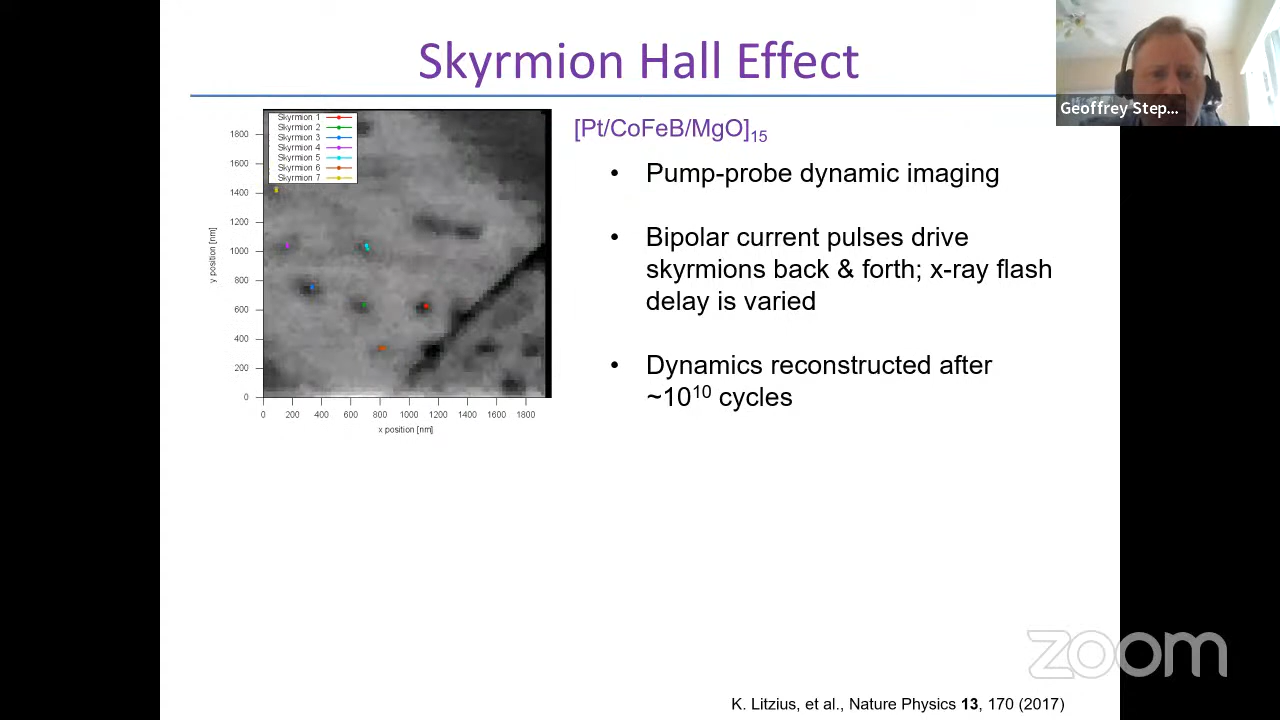 Skyrmion Hall Effect
Geoffrey Step...
Skyrmion 1
Skyrmion 2
Skyrmion 3
Skyrmion 4
Skyrmion 5
Skyrmion 6
Skyrmion 7
1800
1600
1400
1200
1000
800
600
400
200
0
y position [nm]
0 200 400 600 800 1000 1200 1400 1600 1800
x position [nm]
[Pt/CoFeB/MgO]15
• Pump-probe dynamic imaging
• Bipolar current pulses drive
skyrmions back & forth; x-ray flash
delay is varied
• Dynamics reconstructed after
~10¹⁰ cycles
zoom
K. Litzius, et al., Nature Physics 13, 170 (2017)